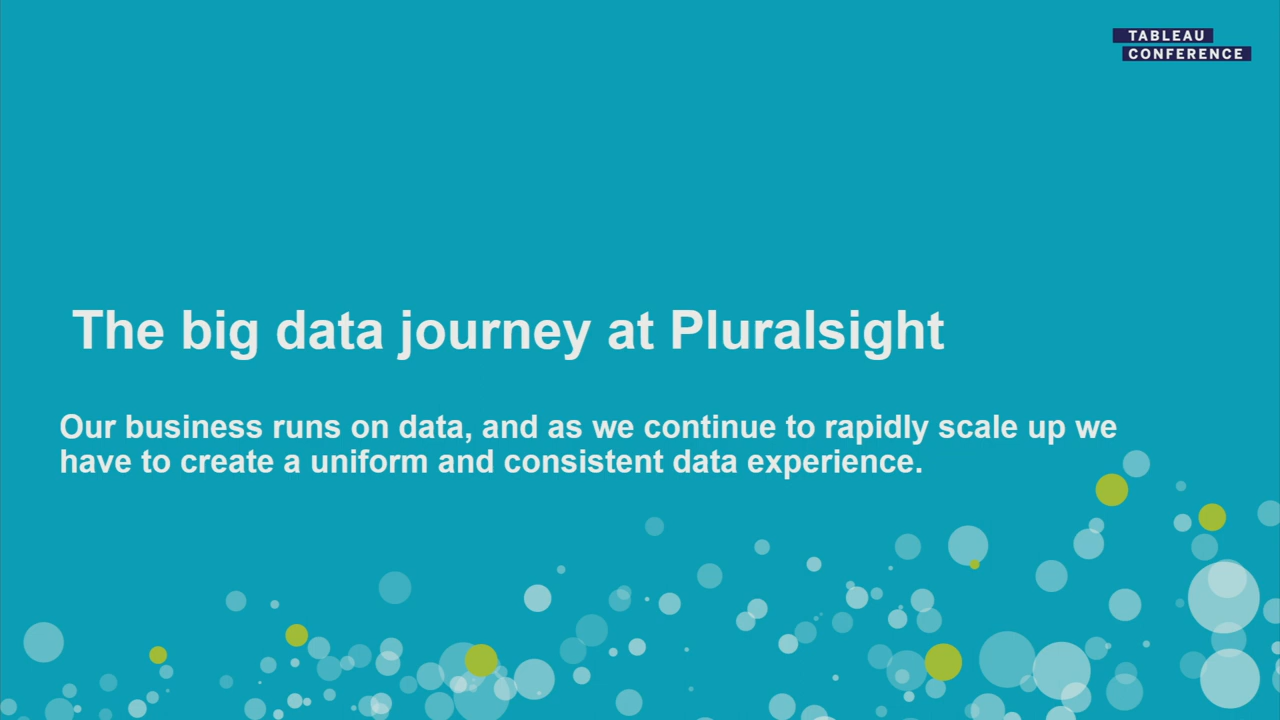 TABLEAU
CONFERENCE
The big data journey at Pluralsight
Our business runs on data, and as we continue to rapidly scale up we
have to create a uniform and consistent data experience.